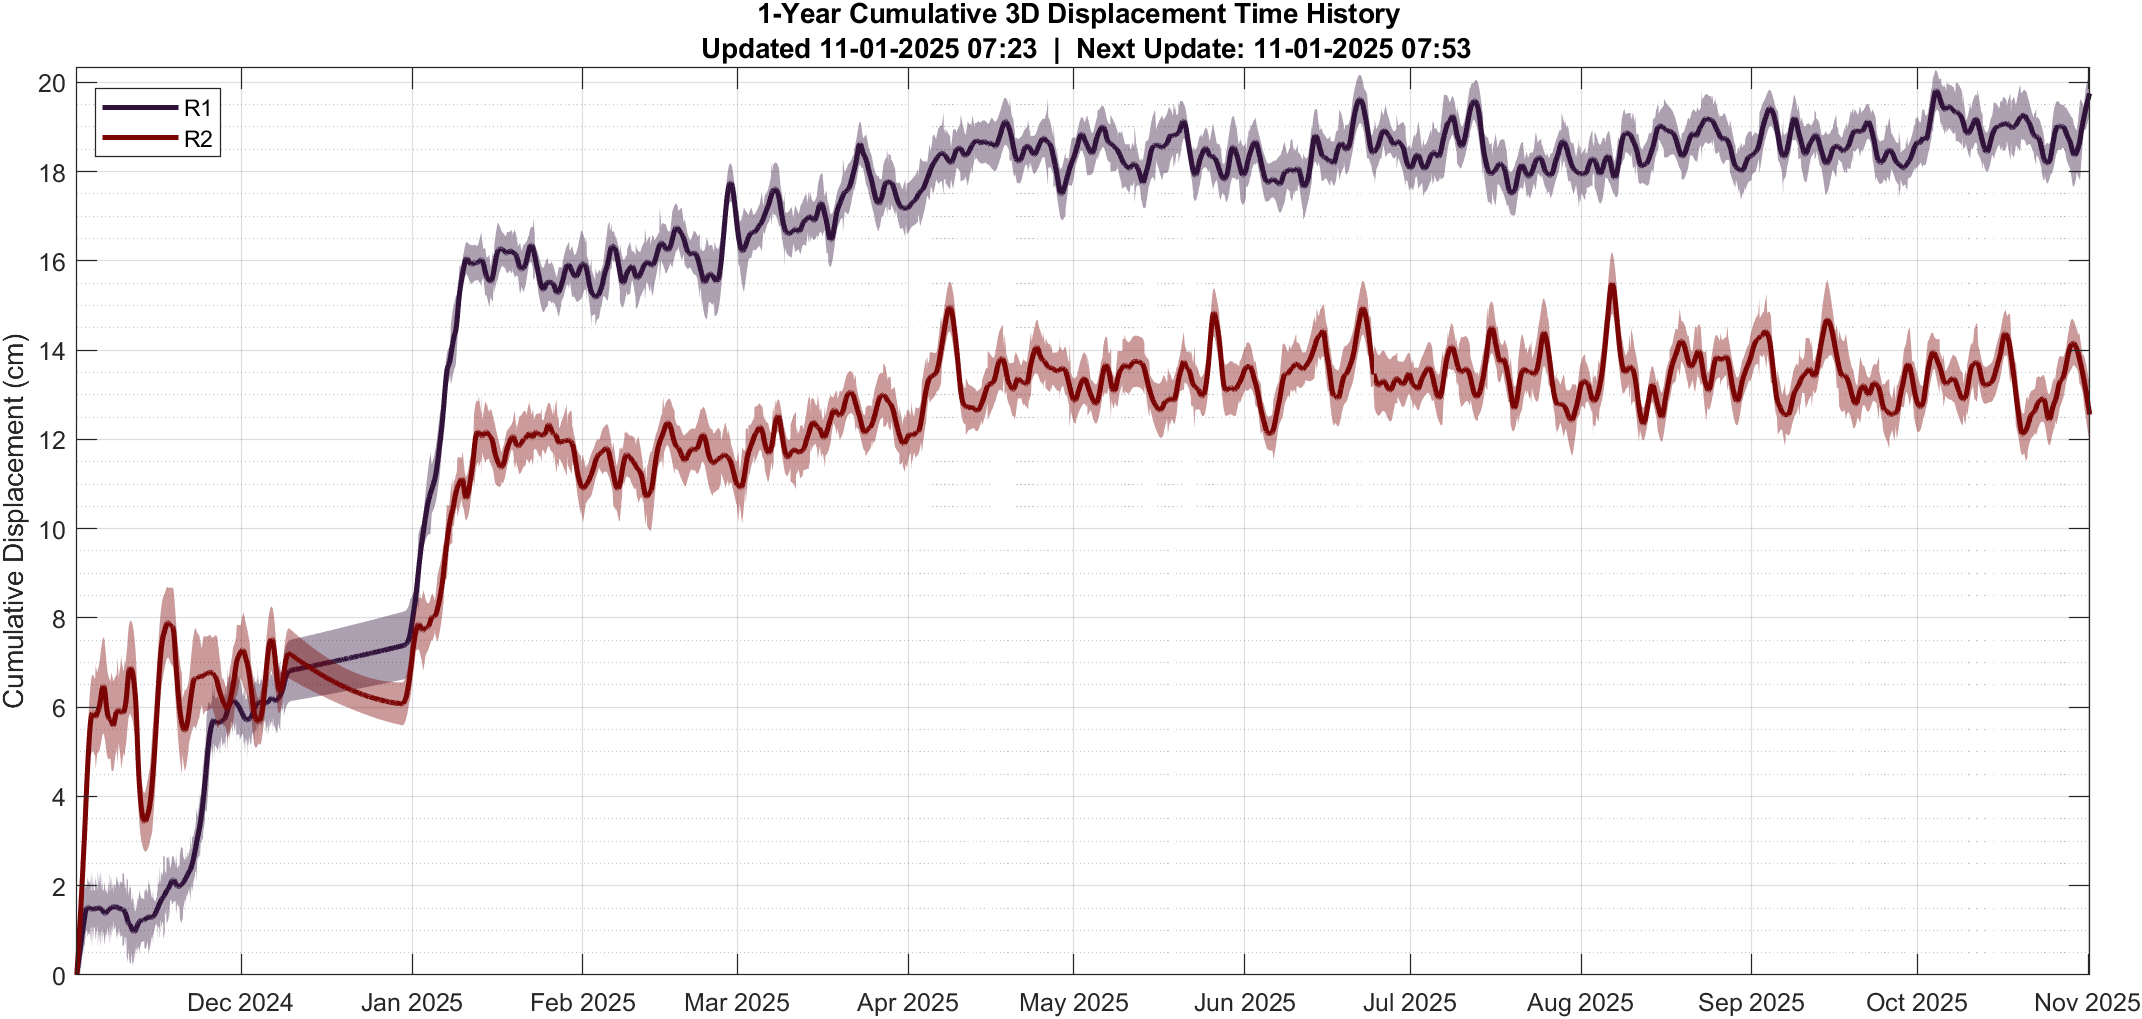 1-Year Cumulative 3D Displacement Time History
Updated 11-01-2025 07:23 | Next Update: 11-01-2025 07:53
R1
R2
Cumulative Displacement (cm)
20
18
16
14
12
10
8
6
4
2
0
Dec 2024
Jan 2025
Feb 2025
Mar 2025
Apr 2025
May 2025
Jun 2025
Jul 2025
Aug 2025
Sep 2025
Oct 2025
Nov 2025